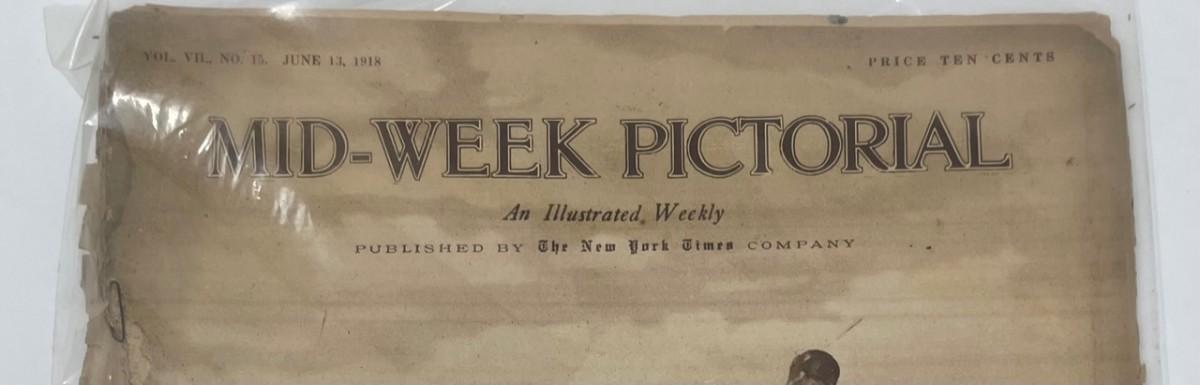 VOL. VII., NO. 15. JUNE 13, 1918
PRICE TEN CENTS
MID-WEEK PICTORIAL
An Illustrated Weekly
PUBLISHED BY The New York Times COMPANY